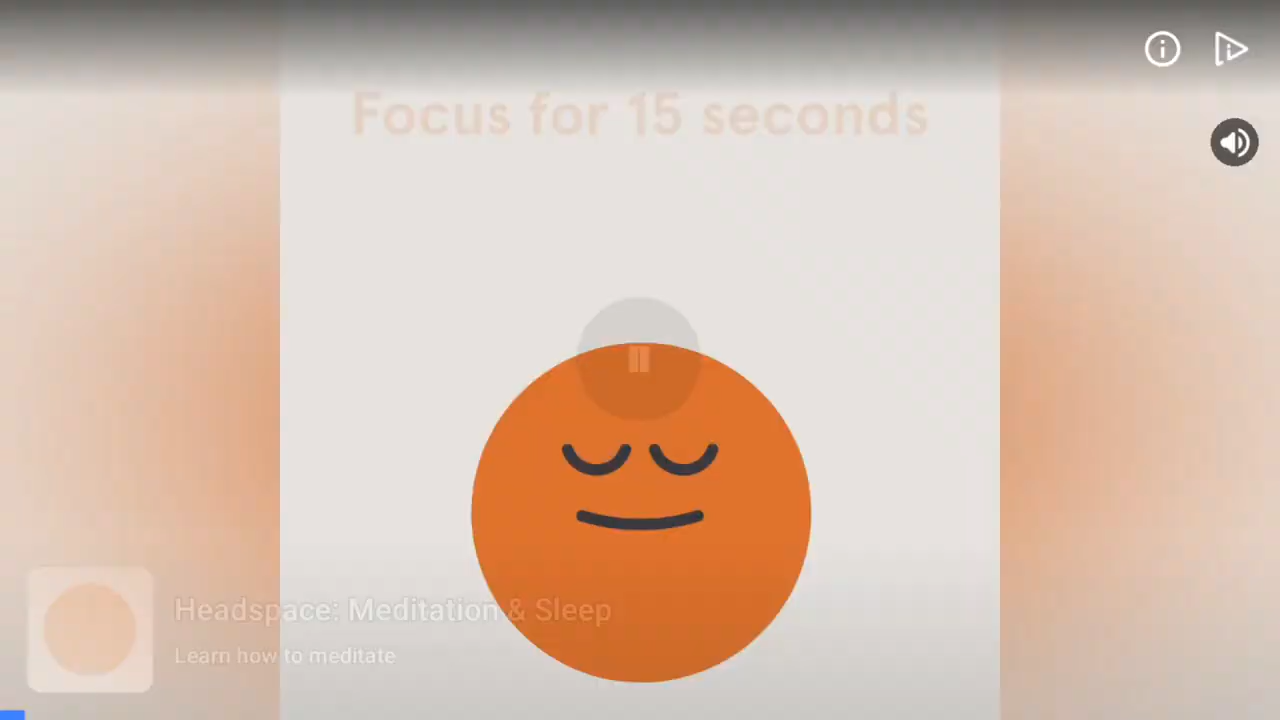 Focus for 15 seconds
Headspace: Meditation & Sleep
Learn how to meditate